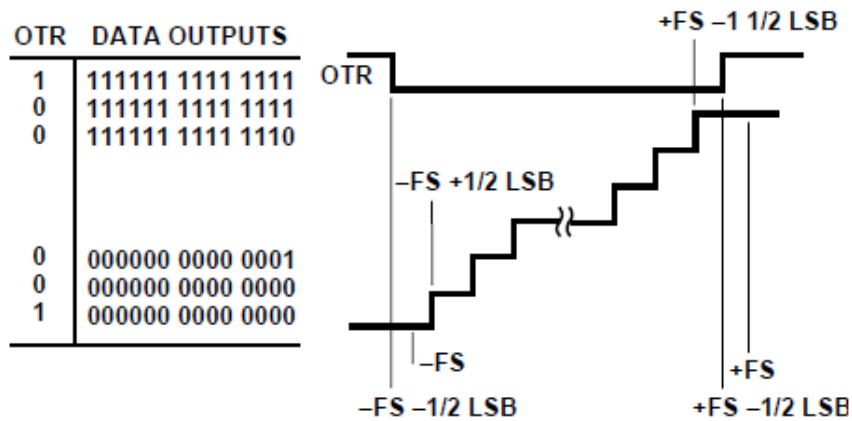 OTR DATA OUTPUTS
1 111111 1111 1111
0 111111 1111 1111
0 111111 1111 1110
0 000000 0000 0001
0 000000 0000 0000
1 000000 0000 0000
+FS –1 1/2 LSB
OTR
–FS +1/2 LSB
–FS
+FS
–FS –1/2 LSB
+FS –1/2 LSB